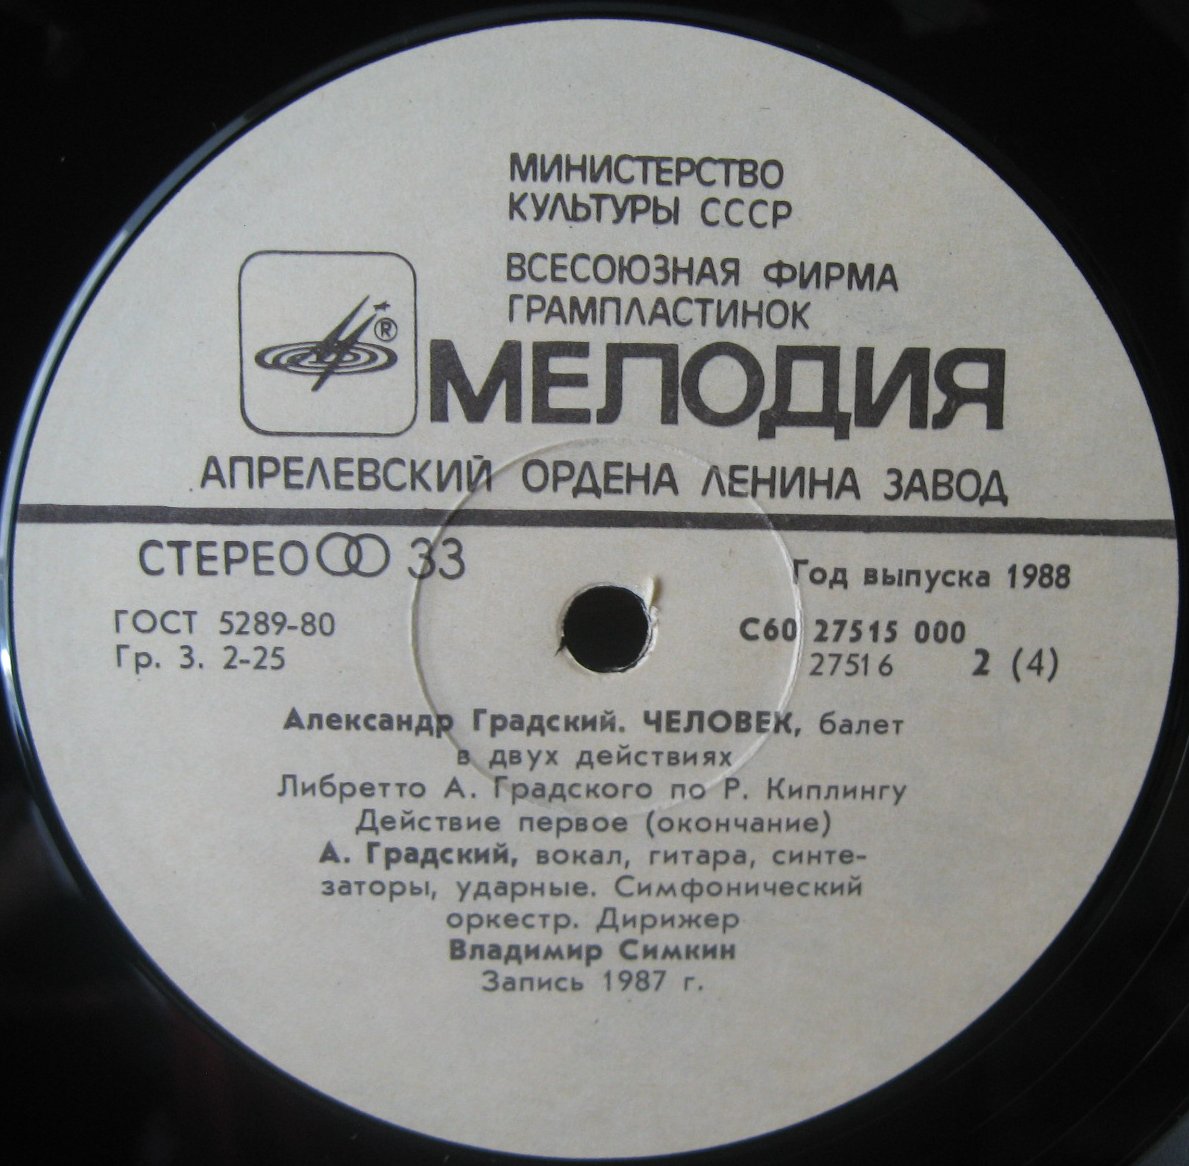 МИНИСТЕРСТВО
КУЛЬТУРЫ СССР
ВСЕСОЮЗНАЯ ФИРМА
ГРАМПЛАСТИНОК
®
МЕЛОДИЯ
АПРЕЛЕВСКИЙ ОРДЕНА ЛЕНИНА ЗАВОД
СТЕРЕО 33
Год выпуска 1988
ГОСТ 5289-80
Гр. 3. 2-25
С60 27515 000
27516 2 (4)
Александр Градский. ЧЕЛОВЕК, балет
в двух действиях
Либретто А. Градского по Р. Киплингу
Действие первое (окончание)
А. Градский, вокал, гитара, синте-
заторы, ударные. Симфонический
оркестр. Дирижер
Владимир Симкин
Запись 1987 г.